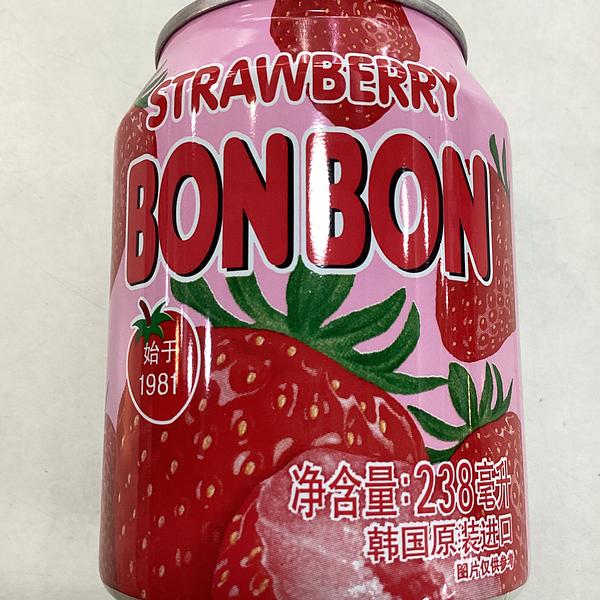 STRAWBERRY
BONBON
始于
1981
净含量:238毫升
韩国原装进口
图片仅供参考